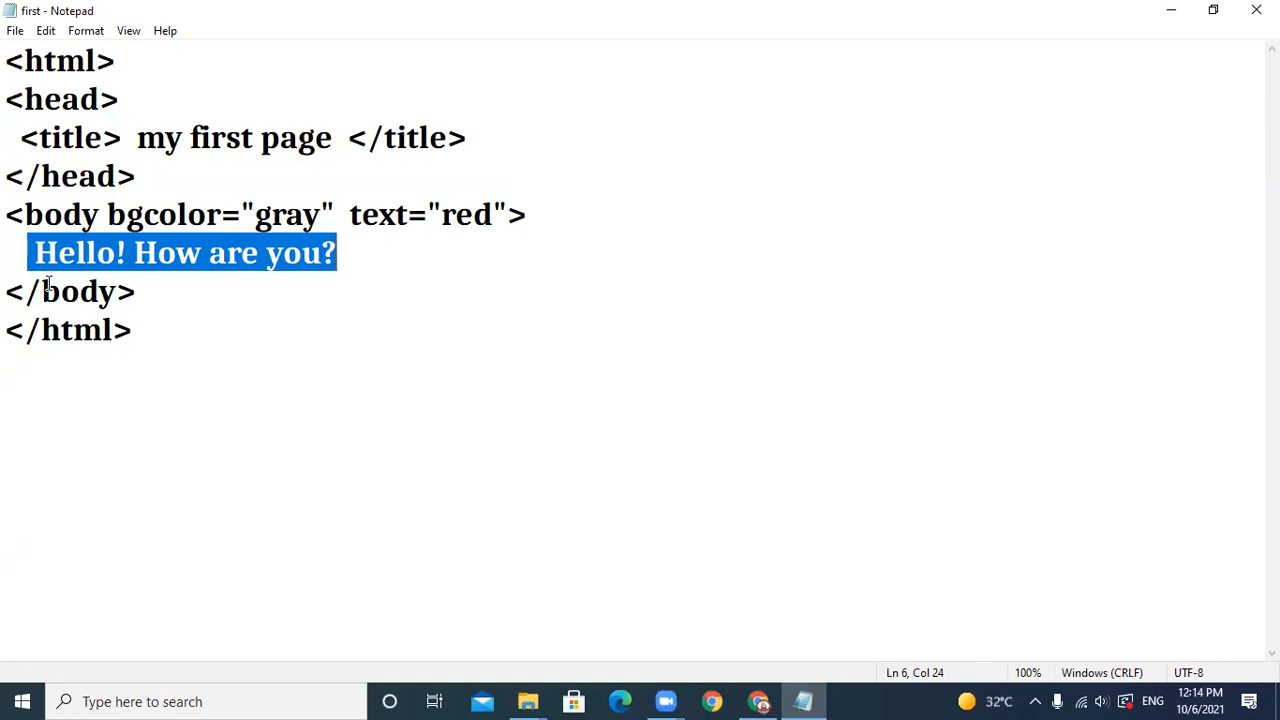 first - Notepad
File Edit Format View Help
<html>
<head>
<title> my first page </title>
</head>
<body bgcolor="gray" text="red">
Hello! How are you?
</body>
</html>
Ln 6, Col 24 100% Windows (CRLF) UTF-8
Type here to search 32°C ENG 12:14 PM
10/6/2021